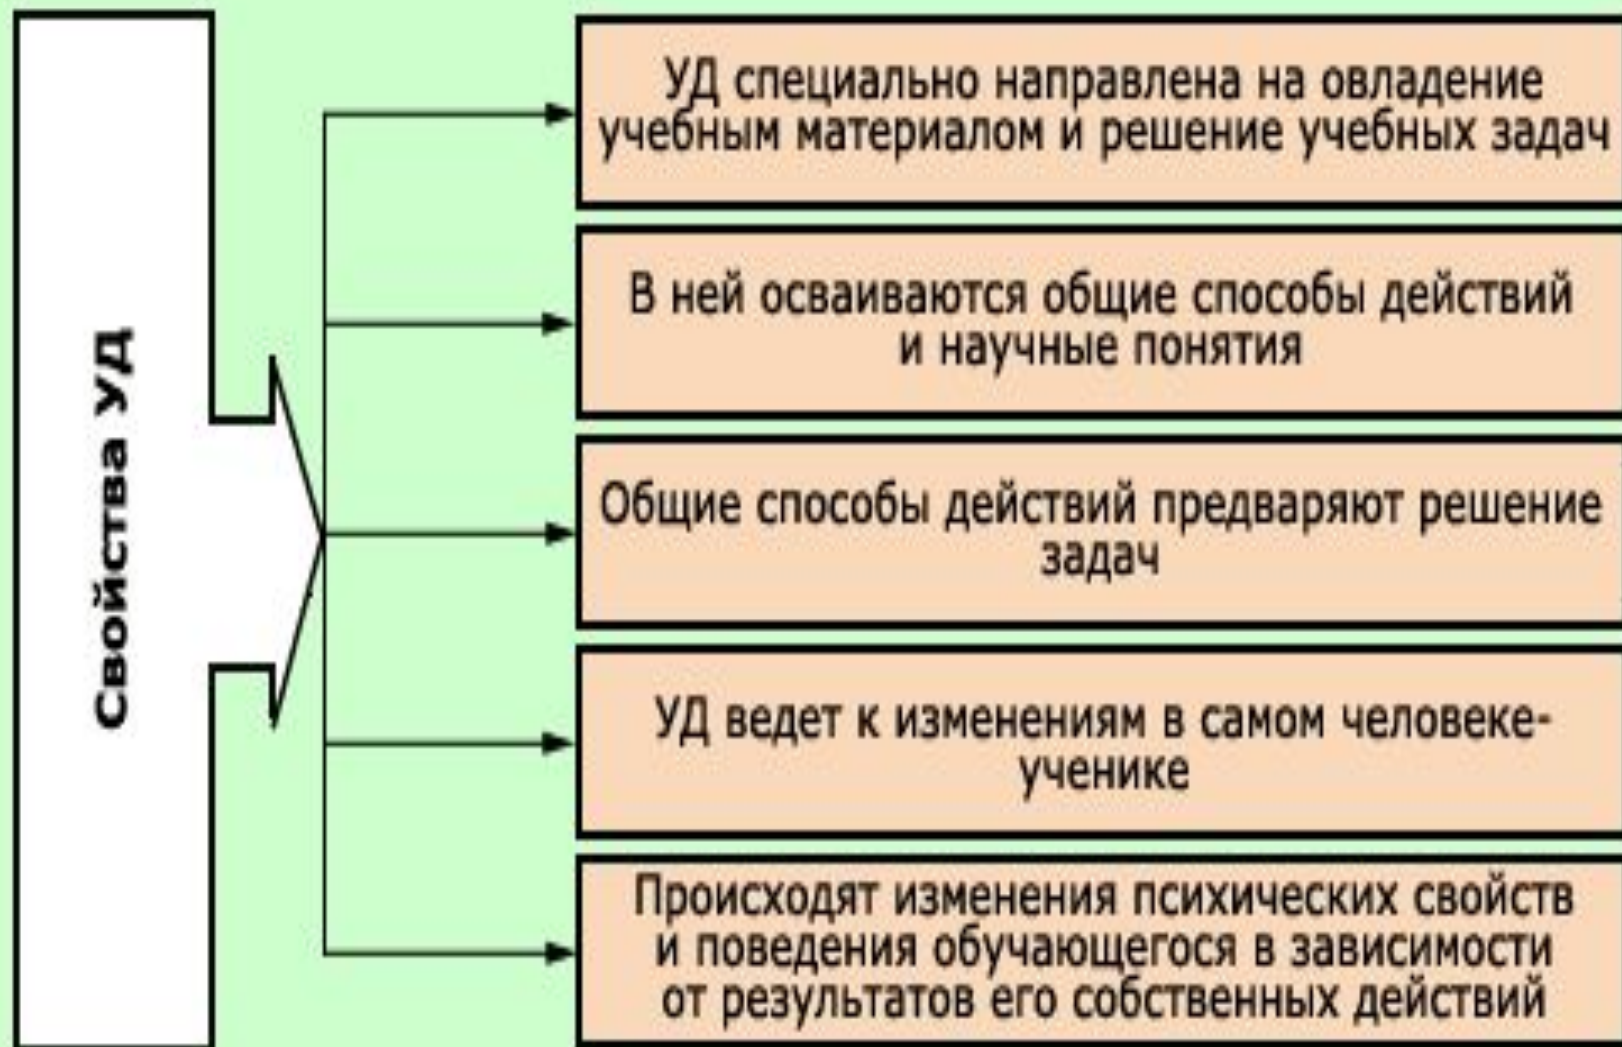 Свойства УД
УД специально направлена на овладение
учебным материалом и решение учебных задач
В ней осваиваются общие способы действий
и научные понятия
Общие способы действий предваряют решение
задач
УД ведет к изменениям в самом человеке-
ученике
Происходят изменения психических свойств
и поведения обучающегося в зависимости
от результатов его собственных действий